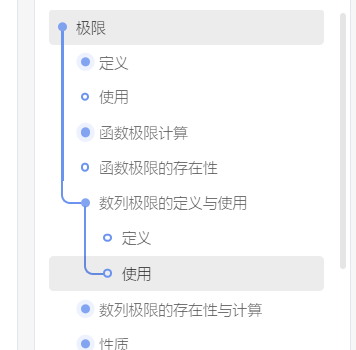 极限
定义
使用
函数极限计算
函数极限的存在性
数列极限的定义与使用
定义
使用
数列极限的存在性与计算
性质